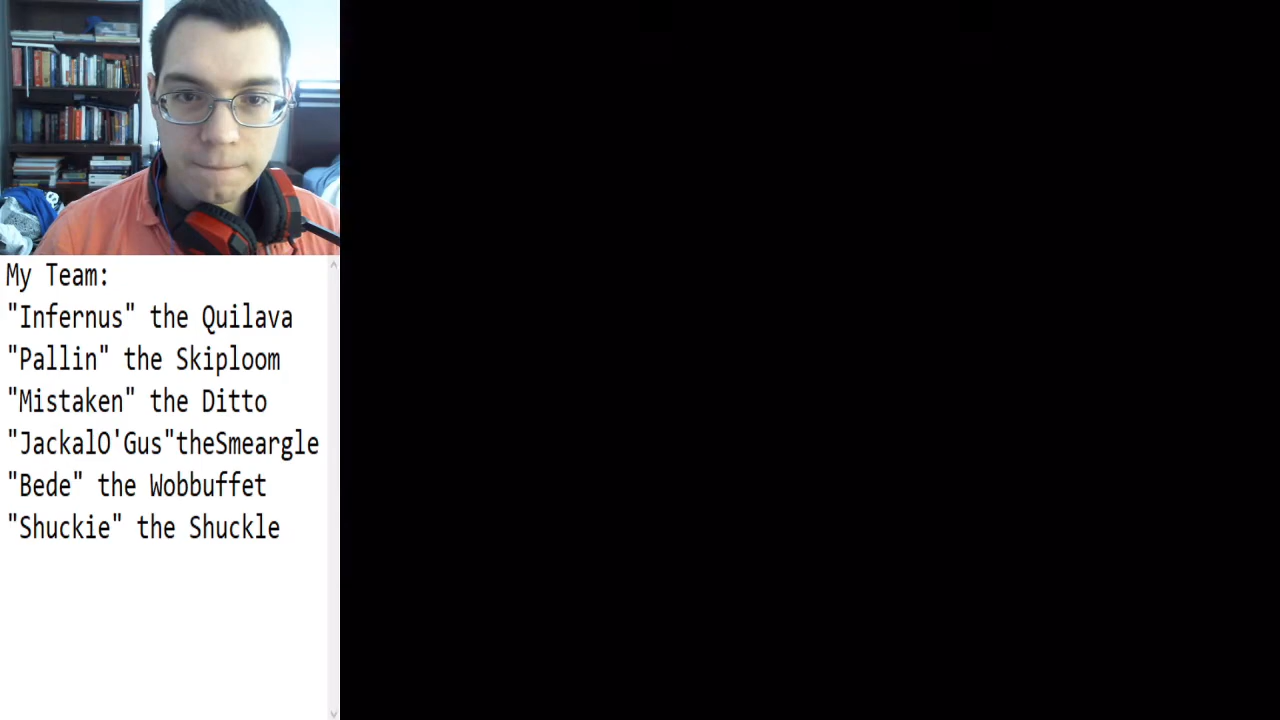 My Team:
"Infernus" the Quilava
"Pallin" the Skiploom
"Mistaken" the Ditto
"JackalO'Gus"theSmeargle
"Bede" the Wobbuffet
"Shuckie" the Shuckle